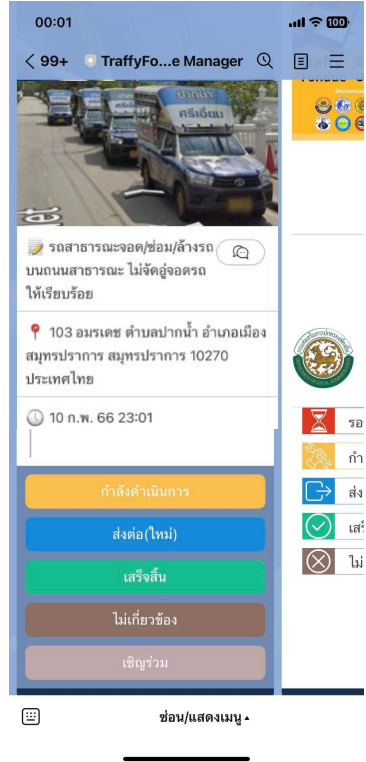 00:01
100
99+ TraffyFo...e Manager
ปากน้ำ
ศรีเอี่ยม
รถสาธารณะจอด/ซ่อม/ล้างรถ
บนถนนสาธารณะ ไม่จัดอู่จอดรถ
ให้เรียบร้อย
103 อมรเดช ตำบลปากน้ำ อำเภอเมือง
สมุทรปราการ สมุทรปราการ 10270
ประเทศไทย
10 ก.พ. 66 23:01
กำลังดำเนินการ
ส่งต่อ(ใหม่)
เสร็จสิ้น
ไม่เกี่ยวข้อง
เชิญร่วม
รอ
กำ
ส่ง
เสร็
ไม่
ซ่อน/แสดงเมนู